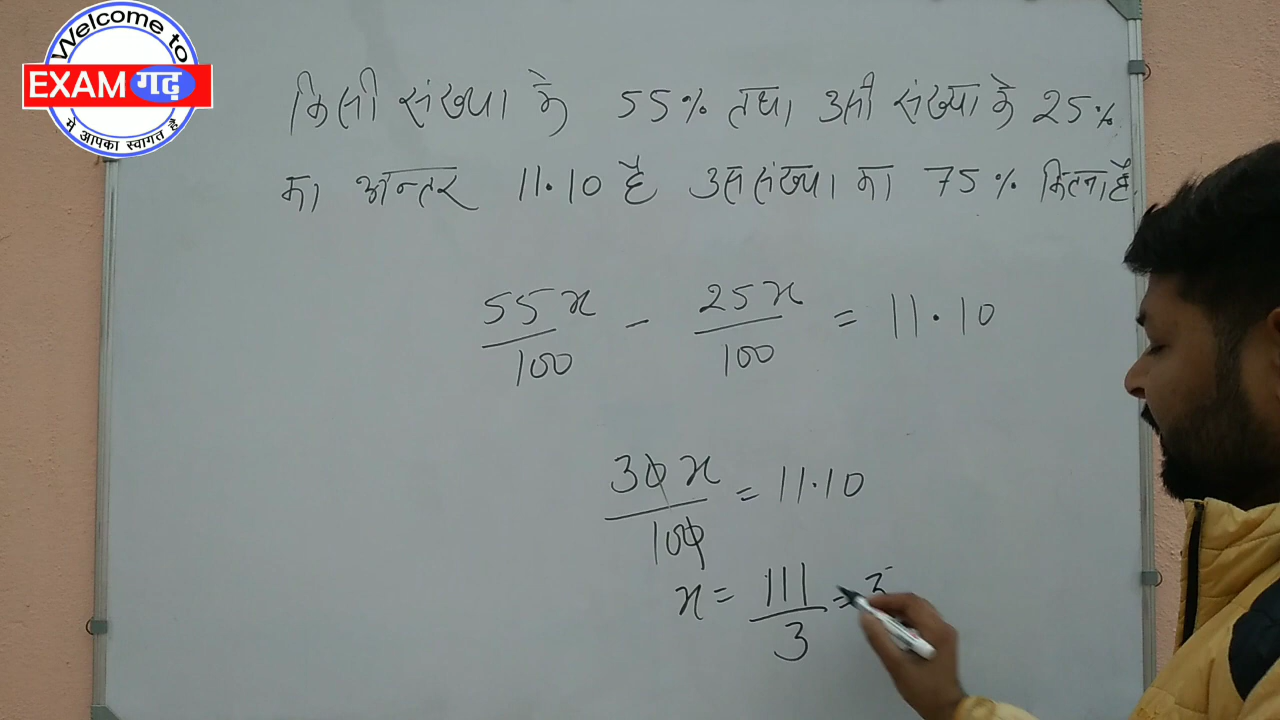 Welcome to
EXAM गढ़
मे आपका स्वागत है
किसी संख्या के 55% तथा उसी संख्या के 25%
का अन्तर 11.10 है उस संख्या का 75% कितना है
55x/100 - 25x/100 = 11.10
30x/100 = 11.10
x = 111/3 = 3